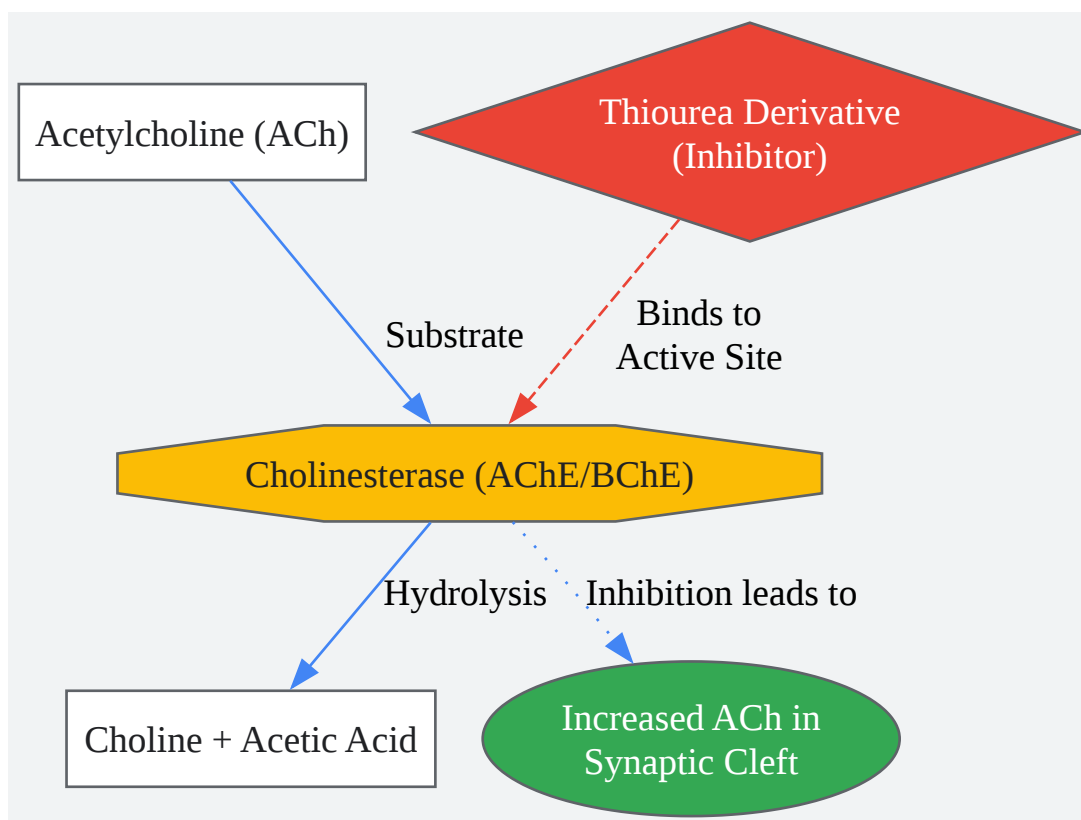 Acetylcholine (ACh)
Thiourea Derivative
(Inhibitor)
Substrate
Binds to
Active Site
Cholinesterase (AChE/BChE)
Hydrolysis
Inhibition leads to
Choline + Acetic Acid
Increased ACh in
Synaptic Cleft